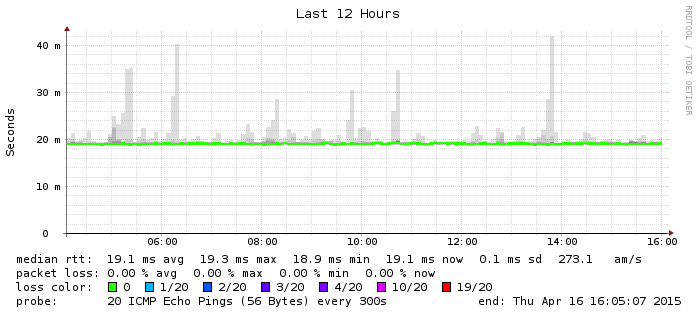 Last 12 Hours
RRDTOOL / TOBI OETIKER
Seconds
40 m
30 m
20 m
10 m
0
06:00 08:00 10:00 12:00 14:00 16:00
median rtt: 19.1 ms avg 19.3 ms max 18.9 ms min 19.1 ms now 0.1 ms sd 273.1 am/s
packet loss: 0.00 % avg 0.00 % max 0.00 % min 0.00 % now
loss color: 0 1/20 2/20 3/20 4/20 10/20 19/20
probe: 20 ICMP Echo Pings (56 Bytes) every 300s end: Thu Apr 16 16:05:07 2015